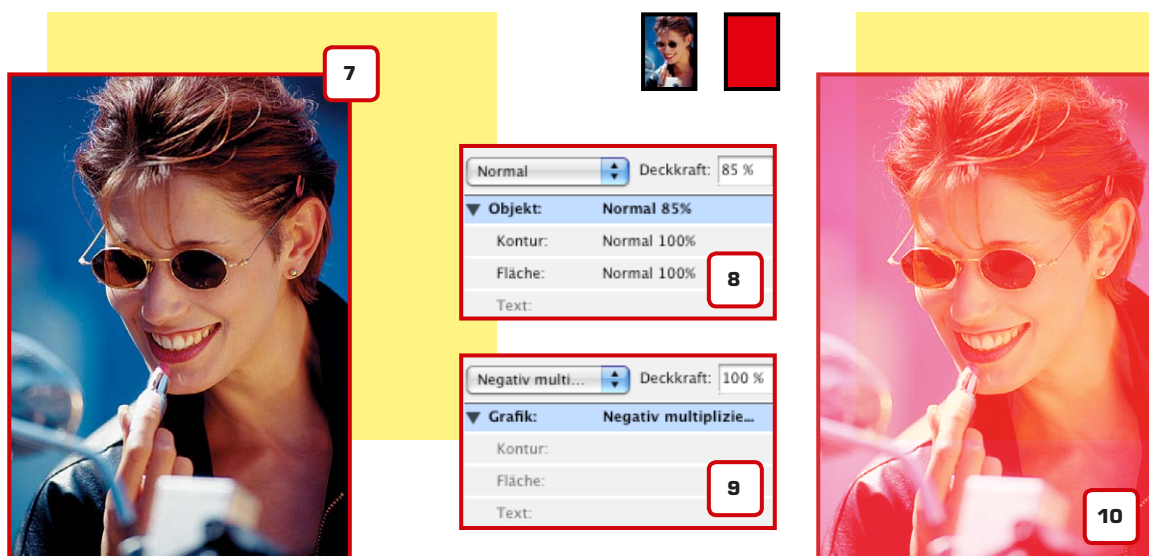 7
Normal Deckkraft: 85 %
Objekt: Normal 85%
Kontur: Normal 100%
Fläche: Normal 100%
8
Text:
Negativ multi... Deckkraft: 100 %
Grafik: Negativ multiplizie...
Kontur:
Fläche:
9
Text:
10